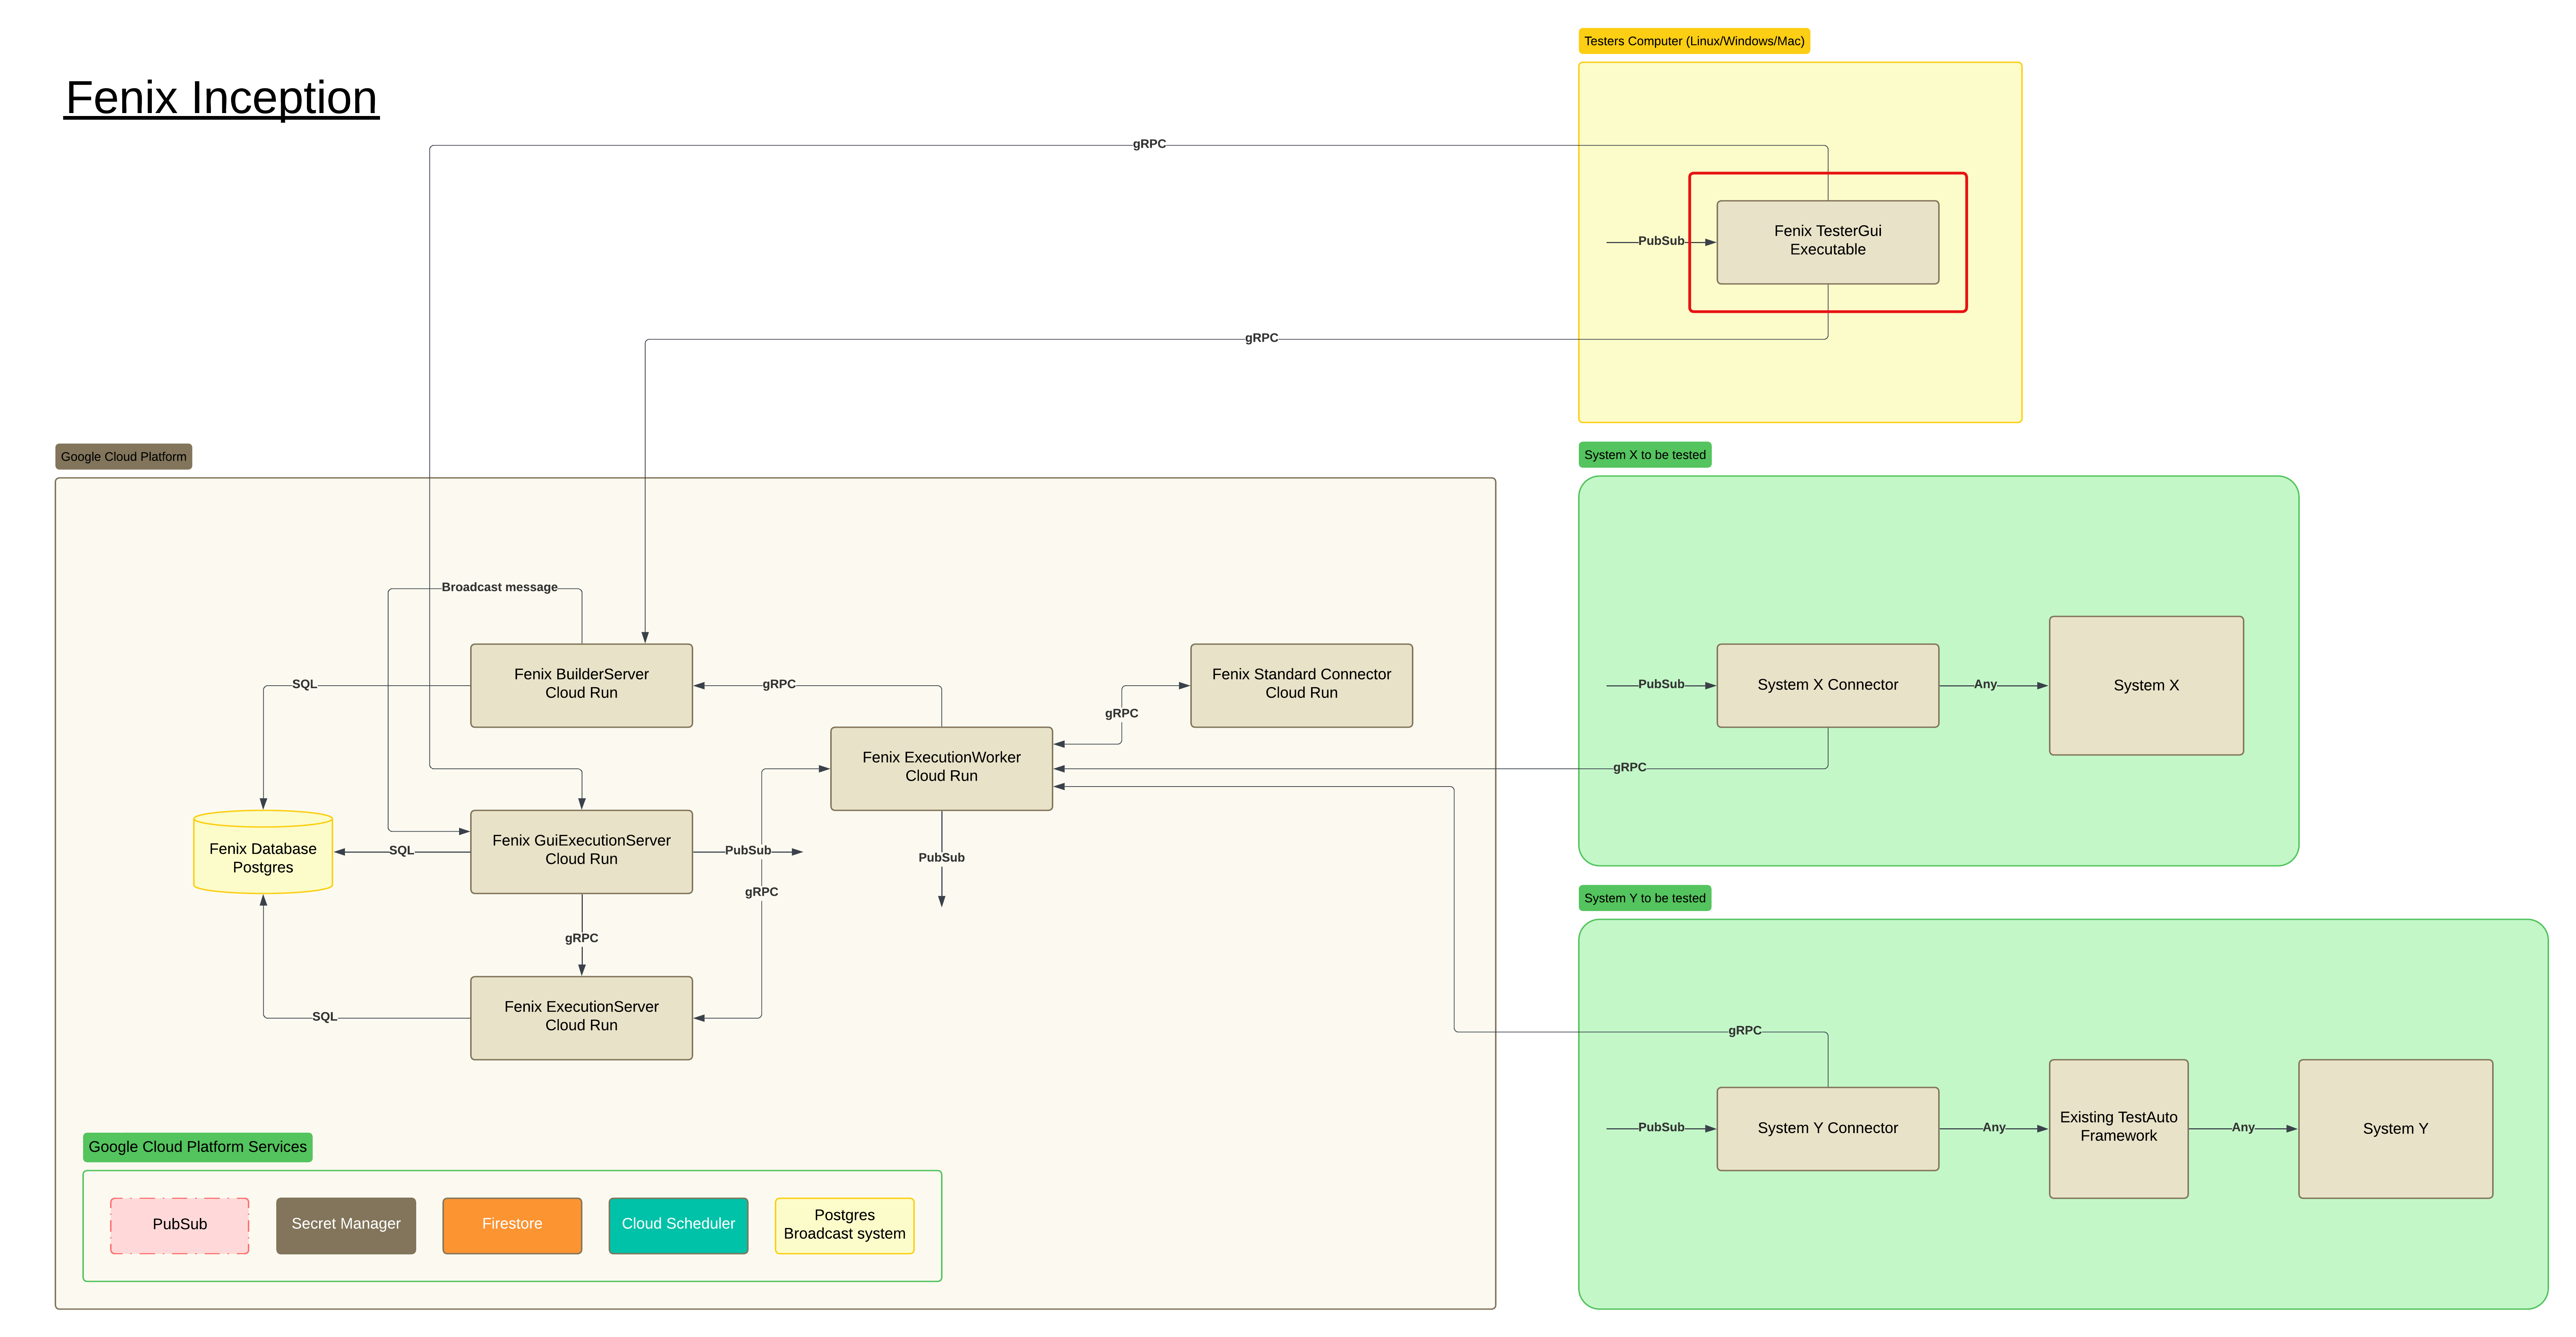 Fenix Inception
Testers Computer (Linux/Windows/Mac)
gRPC
PubSub
Fenix TesterGui
Executable
gRPC
Google Cloud Platform
Broadcast message
Fenix BuilderServer
Cloud Run
SQL
gRPC
Fenix Standard Connector
Cloud Run
gRPC
Fenix ExecutionWorker
Cloud Run
Fenix Database
Postgres
SQL
Fenix GuiExecutionServer
Cloud Run
PubSub
PubSub
gRPC
gRPC
Fenix ExecutionServer
Cloud Run
SQL
Google Cloud Platform Services
PubSub
Secret Manager
Firestore
Cloud Scheduler
Postgres
Broadcast system
System X to be tested
PubSub
System X Connector
Any
System X
gRPC
System Y to be tested
gRPC
PubSub
System Y Connector
Any
Existing TestAuto
Framework
Any
System Y